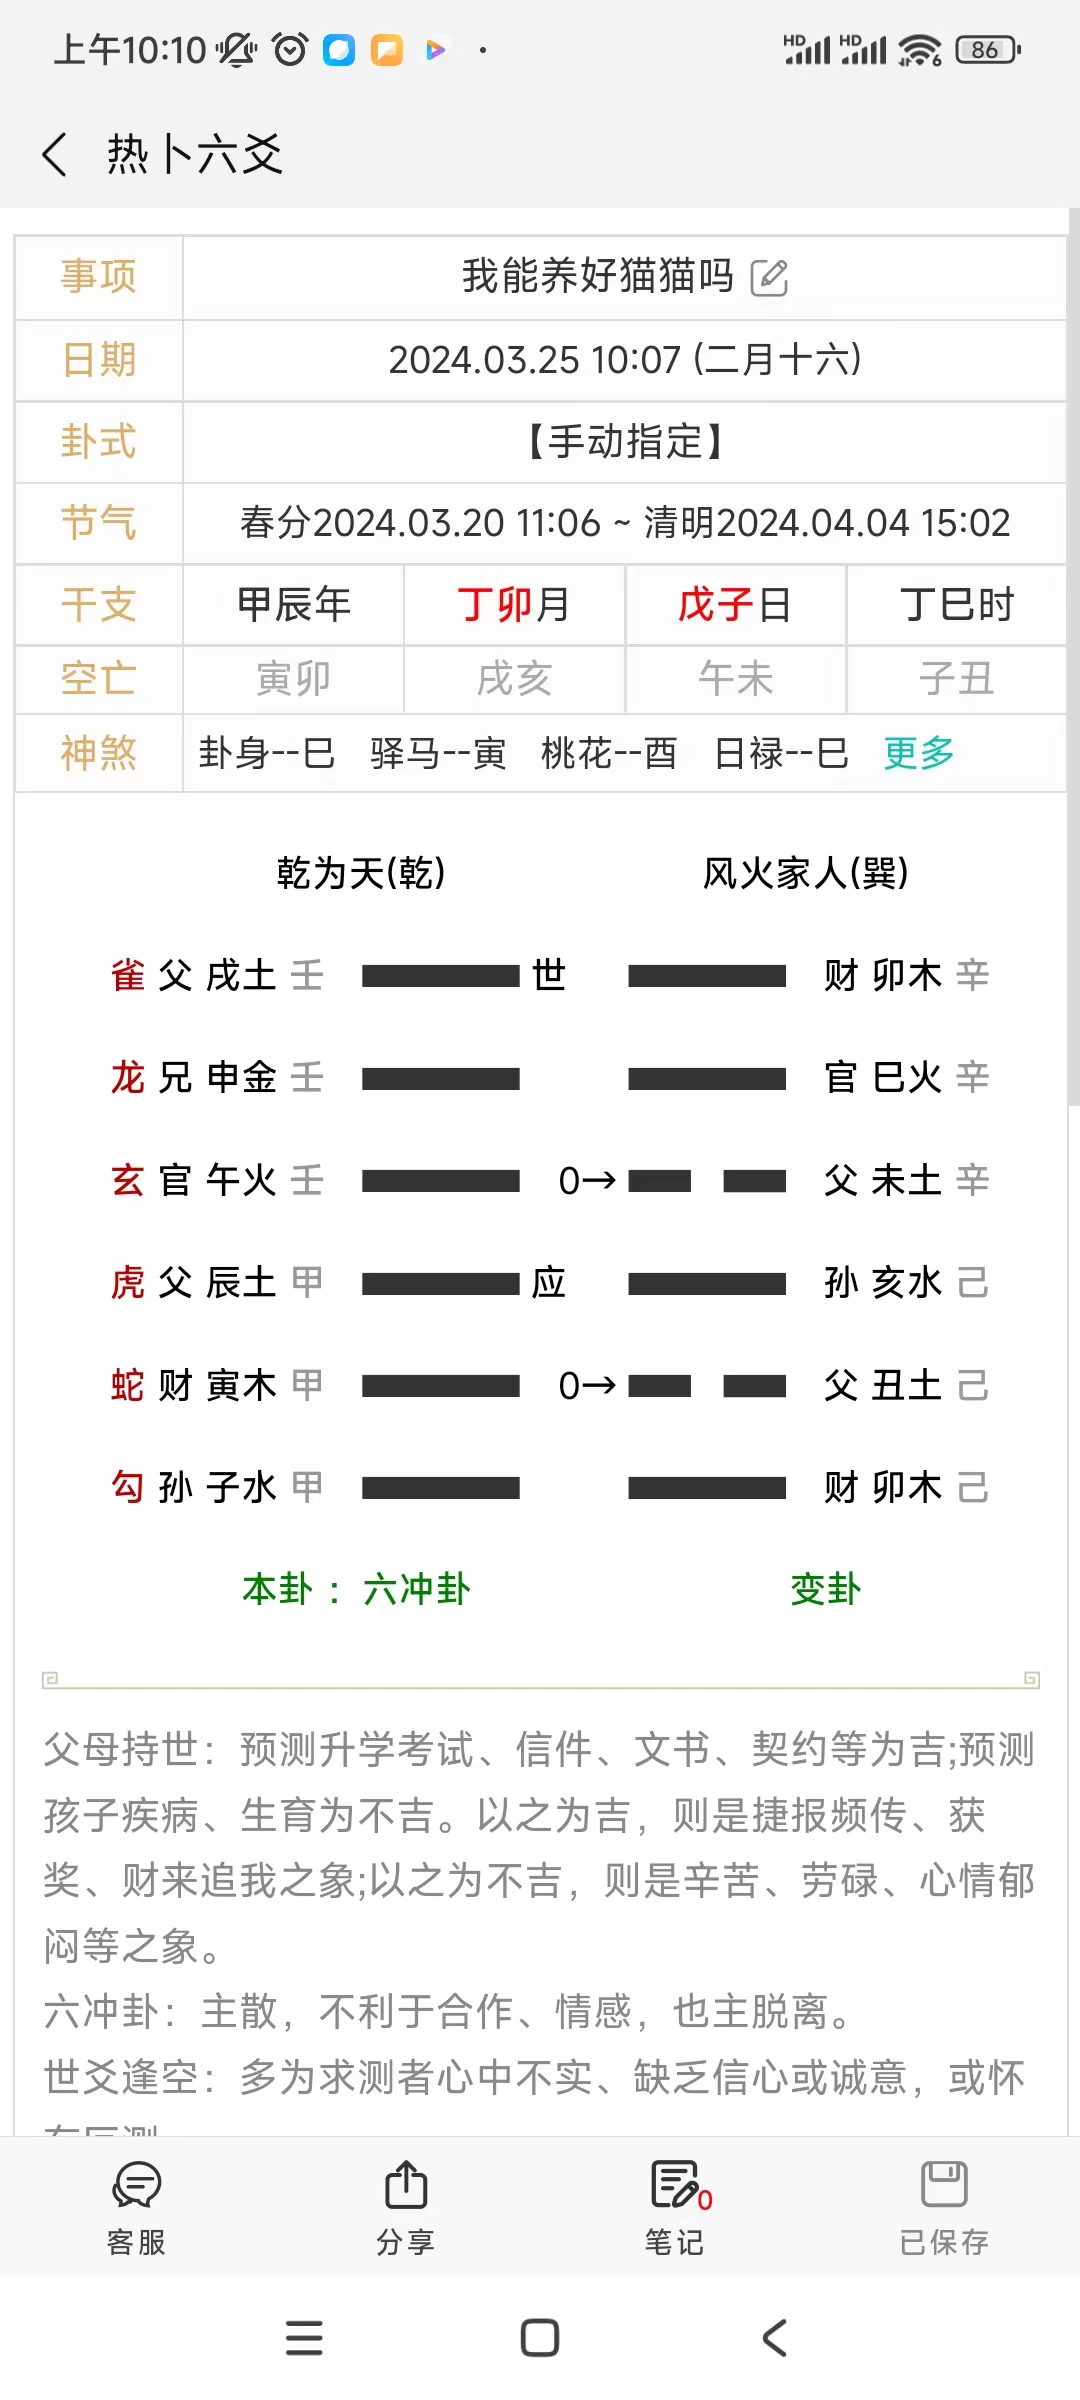 上午10:10 HD HD 6 86
热卜六爻
事项 我能养好猫猫吗
日期 2024.03.25 10:07 (二月十六)
卦式 【手动指定】
节气 春分2024.03.20 11:06 ~ 清明2024.04.04 15:02
干支 甲辰年 丁卯月 戊子日 丁巳时
空亡 寅卯 戌亥 午未 子丑
神煞 卦身--巳 驿马--寅 桃花--酉 日禄--巳 更多
乾为天(乾) 风火家人(巽)
雀 父 戌土 壬 世 财 卯木 辛
龙 兄 申金 壬 官 巳火 辛
玄 官 午火 壬 0→ 父 未土 辛
虎 父 辰土 甲 应 孙 亥水 己
蛇 财 寅木 甲 0→ 父 丑土 己
勾 孙 子水 甲 财 卯木 己
本卦 : 六冲卦 变卦
父母持世：预测升学考试、信件、文书、契约等为吉;预测
孩子疾病、生育为不吉。以之为吉，则是捷报频传、获
奖、财来追我之象;以之为不吉，则是辛苦、劳碌、心情郁
闷等之象。
六冲卦：主散，不利于合作、情感，也主脱离。
世爻逢空：多为求测者心中不实、缺乏信心或诚意，或怀
客服 分享 笔记 0 已保存